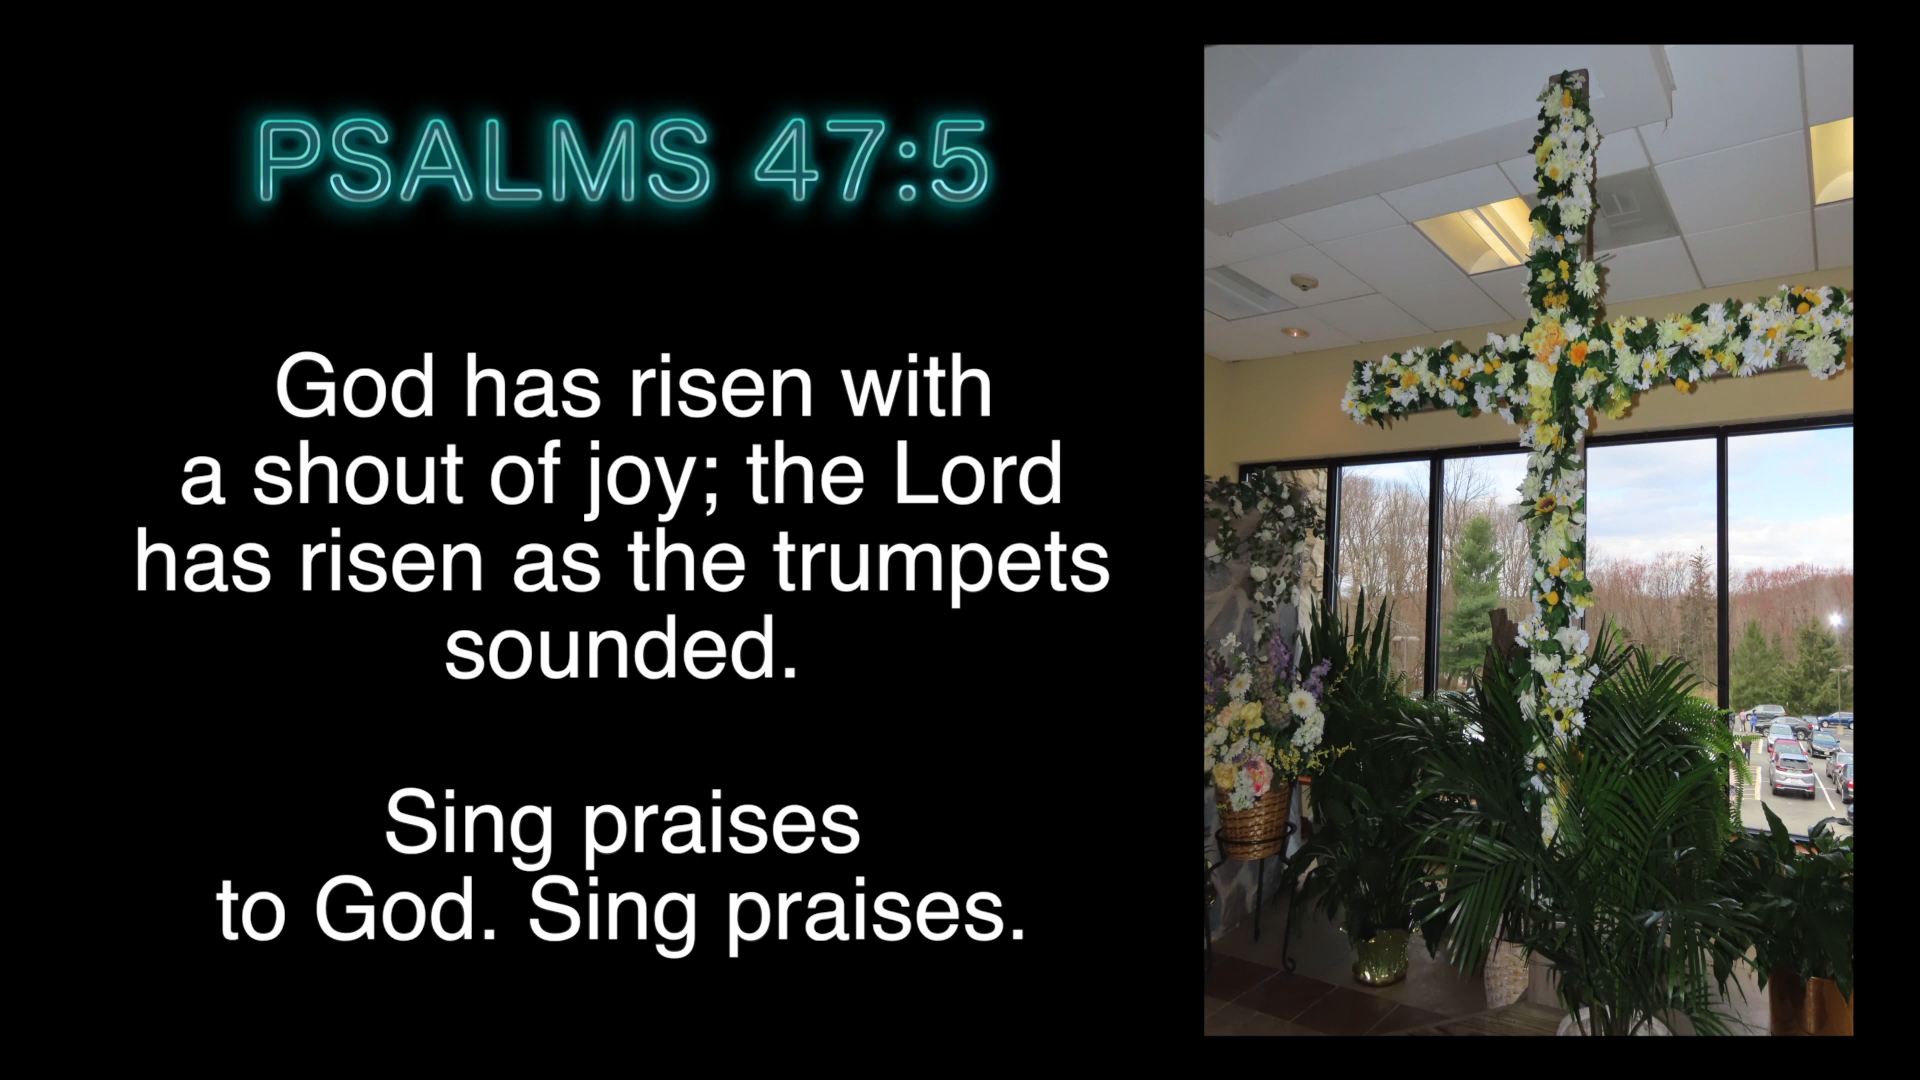 PSALMS 47:5
God has risen with
a shout of joy; the Lord
has risen as the trumpets
sounded.
Sing praises
to God. Sing praises.